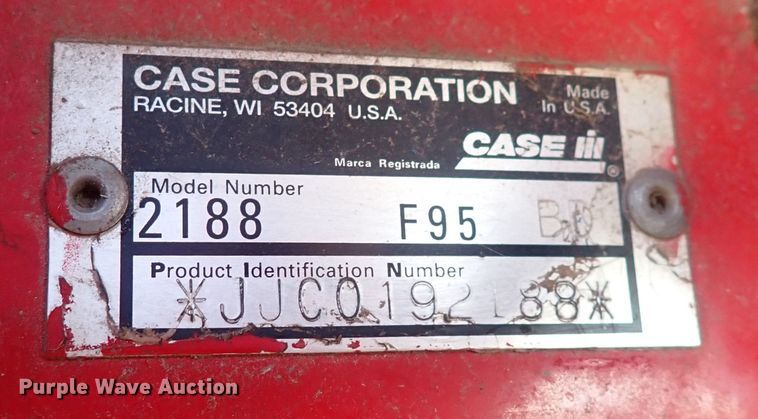 CASE CORPORATION
RACINE, WI 53404 U.S.A.
Made
In U.S.A.
CASE IH
®
Marca Registrada
Model Number
2188 F95 B.D
Product Identification Number
*JJC0192188*
Purple Wave Auction